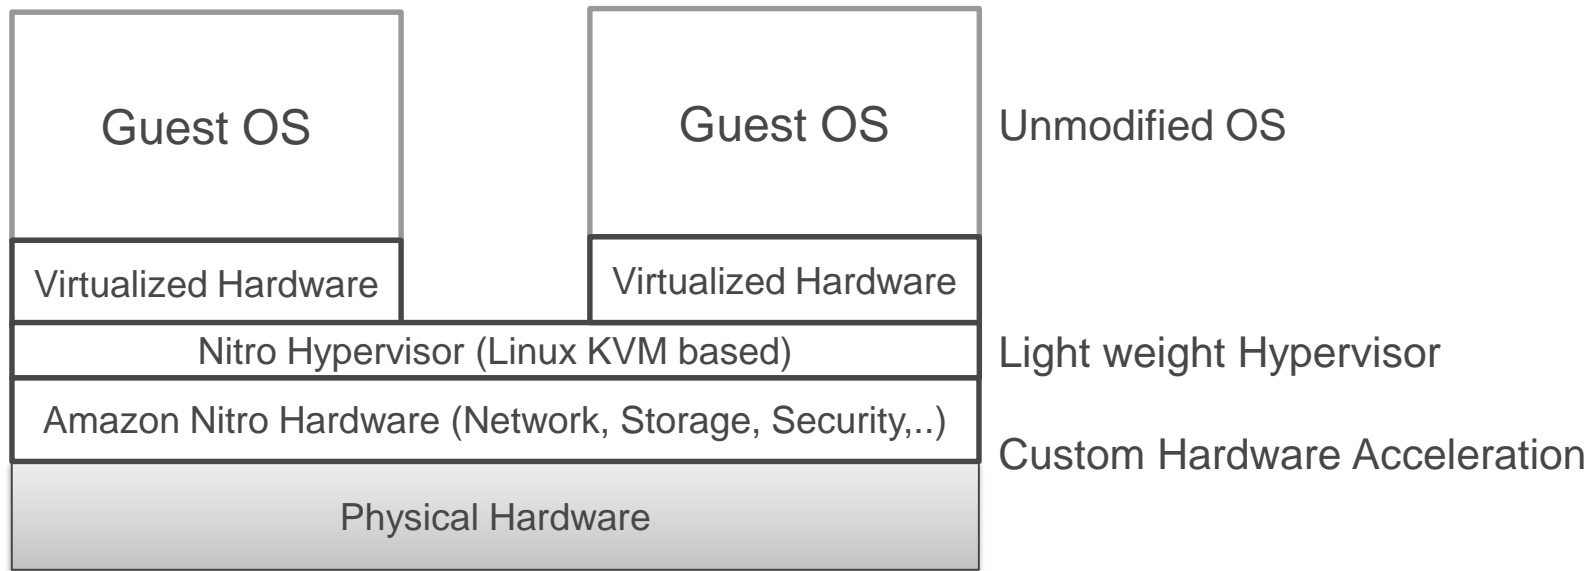 Guest OS
Guest OS
Unmodified OS
Virtualized Hardware
Virtualized Hardware
Nitro Hypervisor (Linux KVM based)
Light weight Hypervisor
Amazon Nitro Hardware (Network, Storage, Security,..)
Custom Hardware Acceleration
Physical Hardware